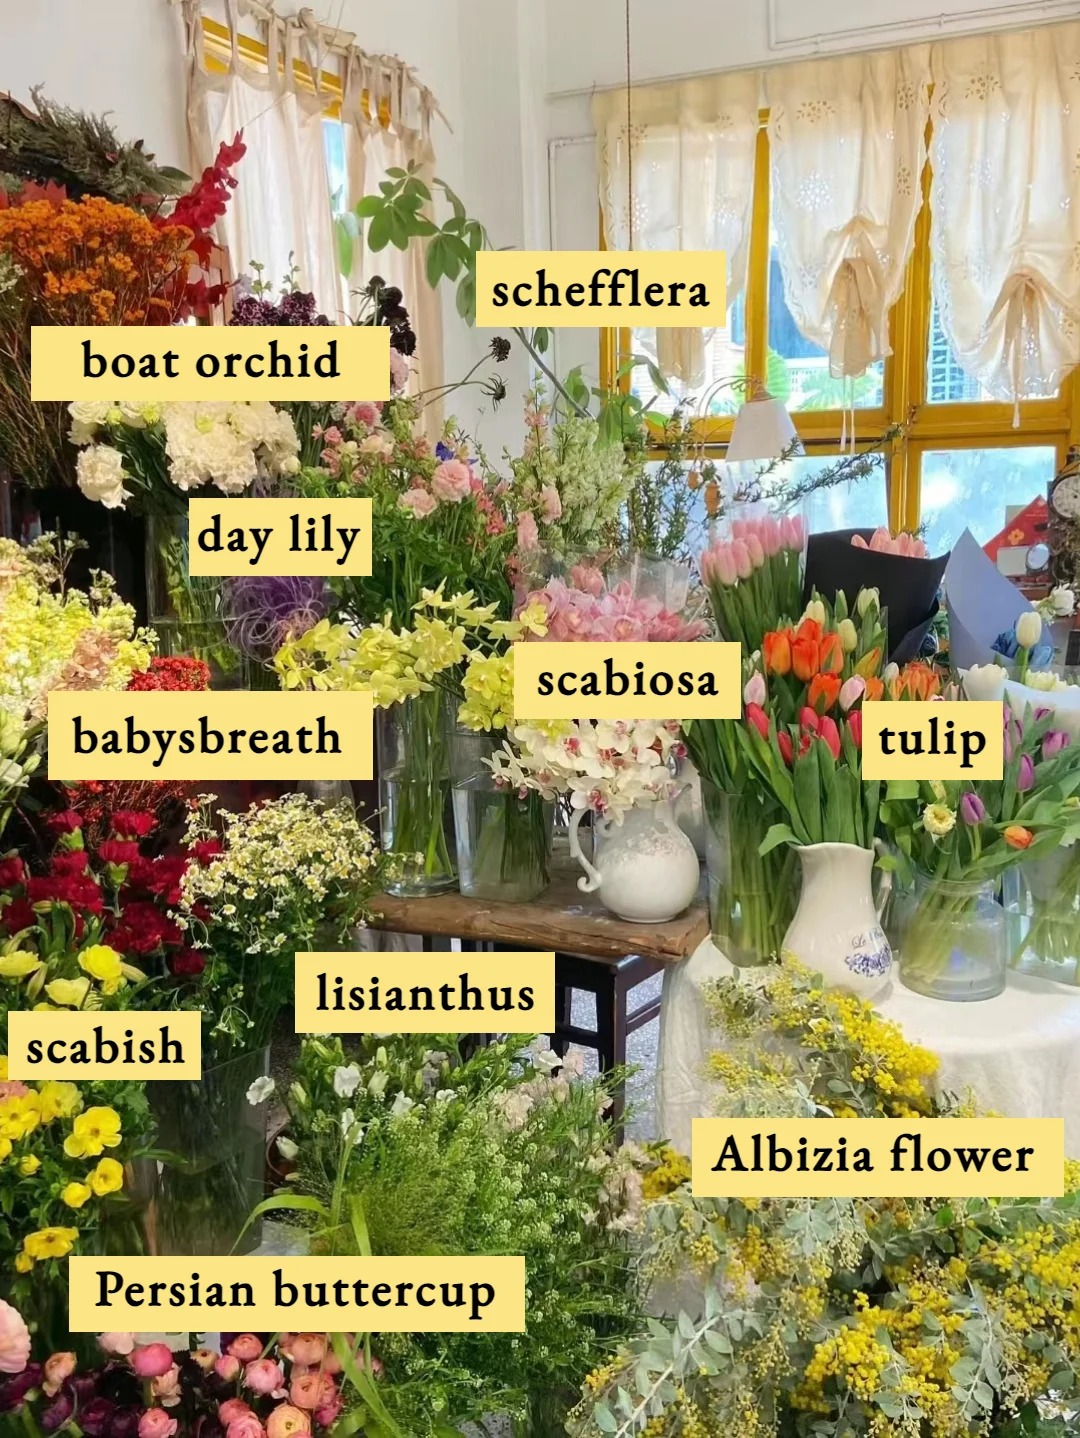 schefflera
boat orchid
day lily
scabiosa
babysbreath
tulip
lisianthus
scabish
Albizia flower
Persian buttercup